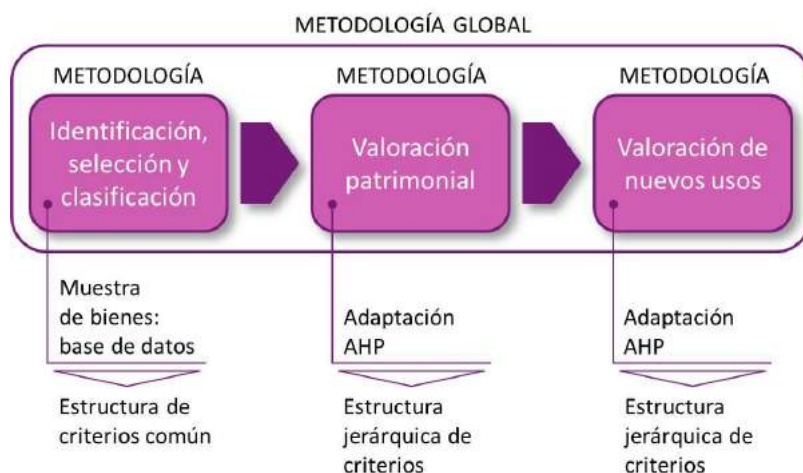 METODOLOGÍA GLOBAL
METODOLOGÍA
Identificación,
selección y
clasificación
Muestra
de bienes:
base de datos
Estructura de
criterios común
METODOLOGÍA
Valoración
patrimonial
Adaptación
AHP
Estructura
jerárquica de
criterios
METODOLOGÍA
Valoración de
nuevos usos
Adaptación
AHP
Estructura
jerárquica de
criterios